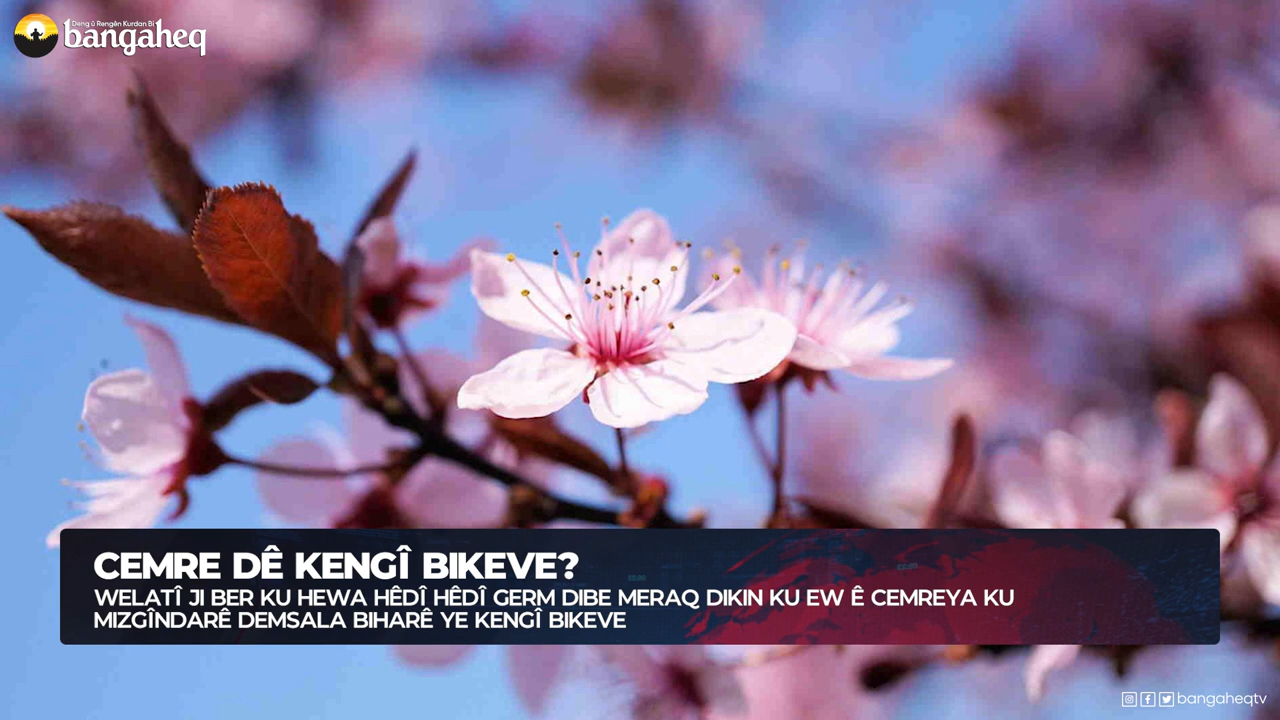 Deng û Rengên Kurdan Bi
bangaheq
CEMRE DÊ KENGÎ BIKEVE?
WELATÎ JI BER KU HEWA HÊDÎ HÊDÎ GERM DIBE MERAQ DIKIN KU EW Ê CEMREYA KU
MIZGÎNDARÊ DEMSALA BIHARÊ YE KENGÎ BIKEVE
bangaheqtv